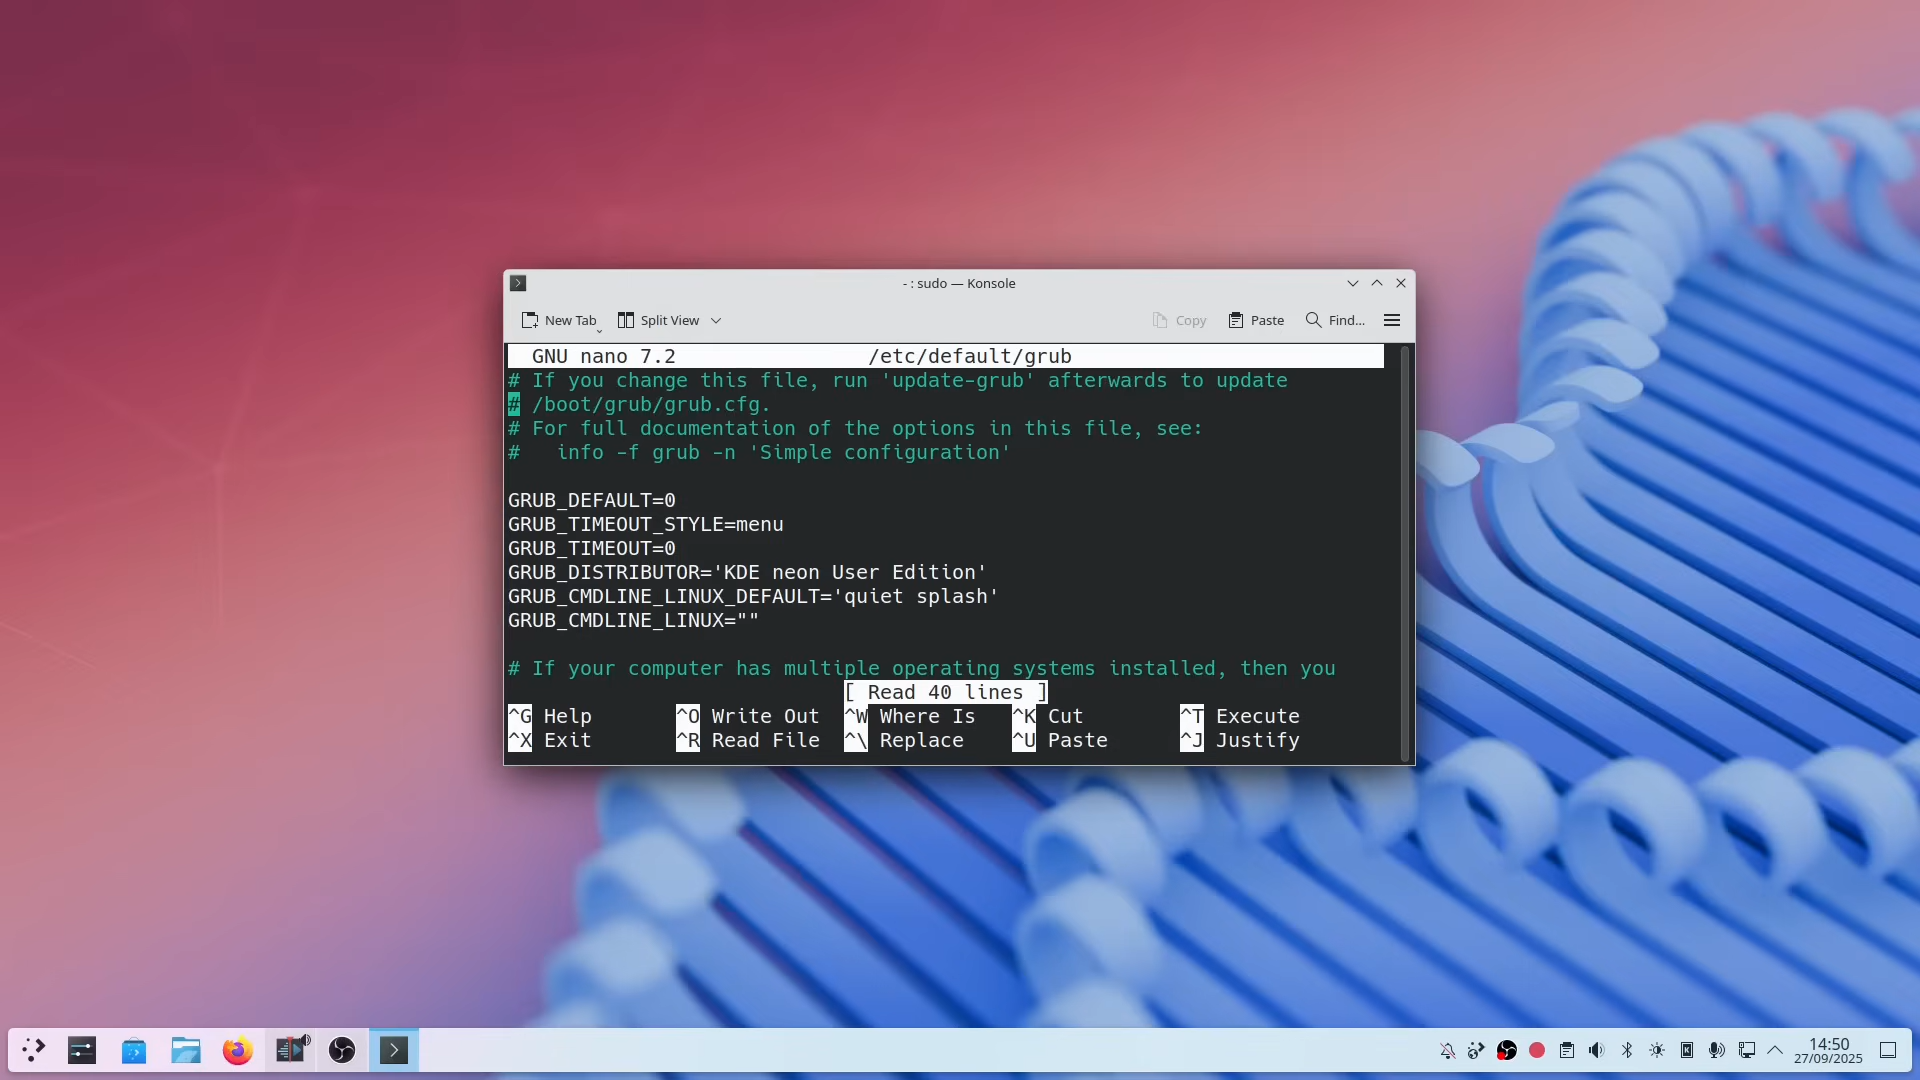 - : sudo — Konsole
New Tab Split View Copy Paste Find...
GNU nano 7.2 /etc/default/grub
# If you change this file, run 'update-grub' afterwards to update
# /boot/grub/grub.cfg.
# For full documentation of the options in this file, see:
#   info -f grub -n 'Simple configuration'
GRUB_DEFAULT=0
GRUB_TIMEOUT_STYLE=menu
GRUB_TIMEOUT=0
GRUB_DISTRIBUTOR='KDE neon User Edition'
GRUB_CMDLINE_LINUX_DEFAULT='quiet splash'
GRUB_CMDLINE_LINUX=""
# If your computer has multiple operating systems installed, then you
[ Read 40 lines ]
^G Help ^O Write Out ^W Where Is ^K Cut ^T Execute
^X Exit ^R Read File ^\ Replace ^U Paste ^J Justify
14:50
27/09/2025